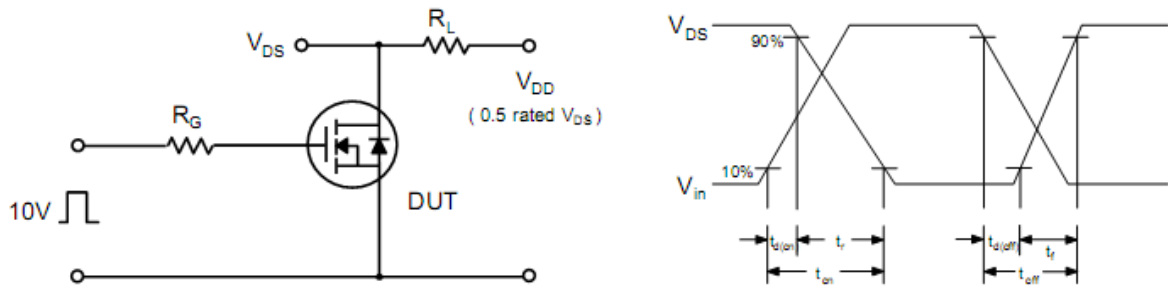 V_DS
R_L
V_DD
( 0.5 rated V_DS )
R_G
DUT
10V
V_DS
90%
10%
V_in
t_d(on)
t_r
t_on
t_d(off)
t_f
t_off